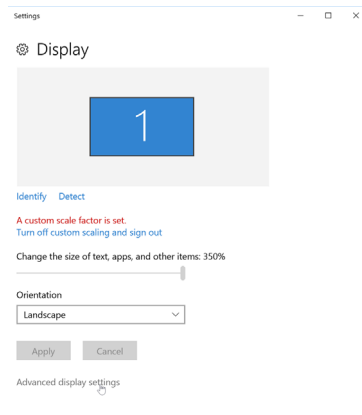 Settings
Display
1
Identify Detect
A custom scale factor is set.
Turn off custom scaling and sign out
Change the size of text, apps, and other items: 350%
Orientation
Landscape
Apply Cancel
Advanced display settings